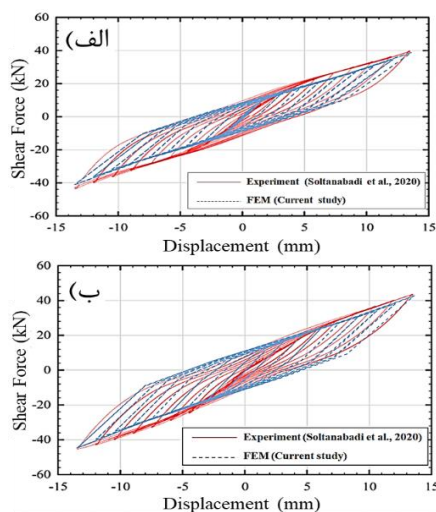 الف)
60
40
20
0
-20
-40
-60
Shear Force (kN)
Experiment (Soltanabadi et al., 2020)
FEM (Current study)
-15 -10 -5 0 5 10 15
Displacement (mm)
ب)
60
40
20
0
-20
-40
-60
Shear Force (kN)
Experiment (Soltanabadi et al., 2020)
FEM (Current study)
-15 -10 -5 0 5 10 15
Displacement (mm)